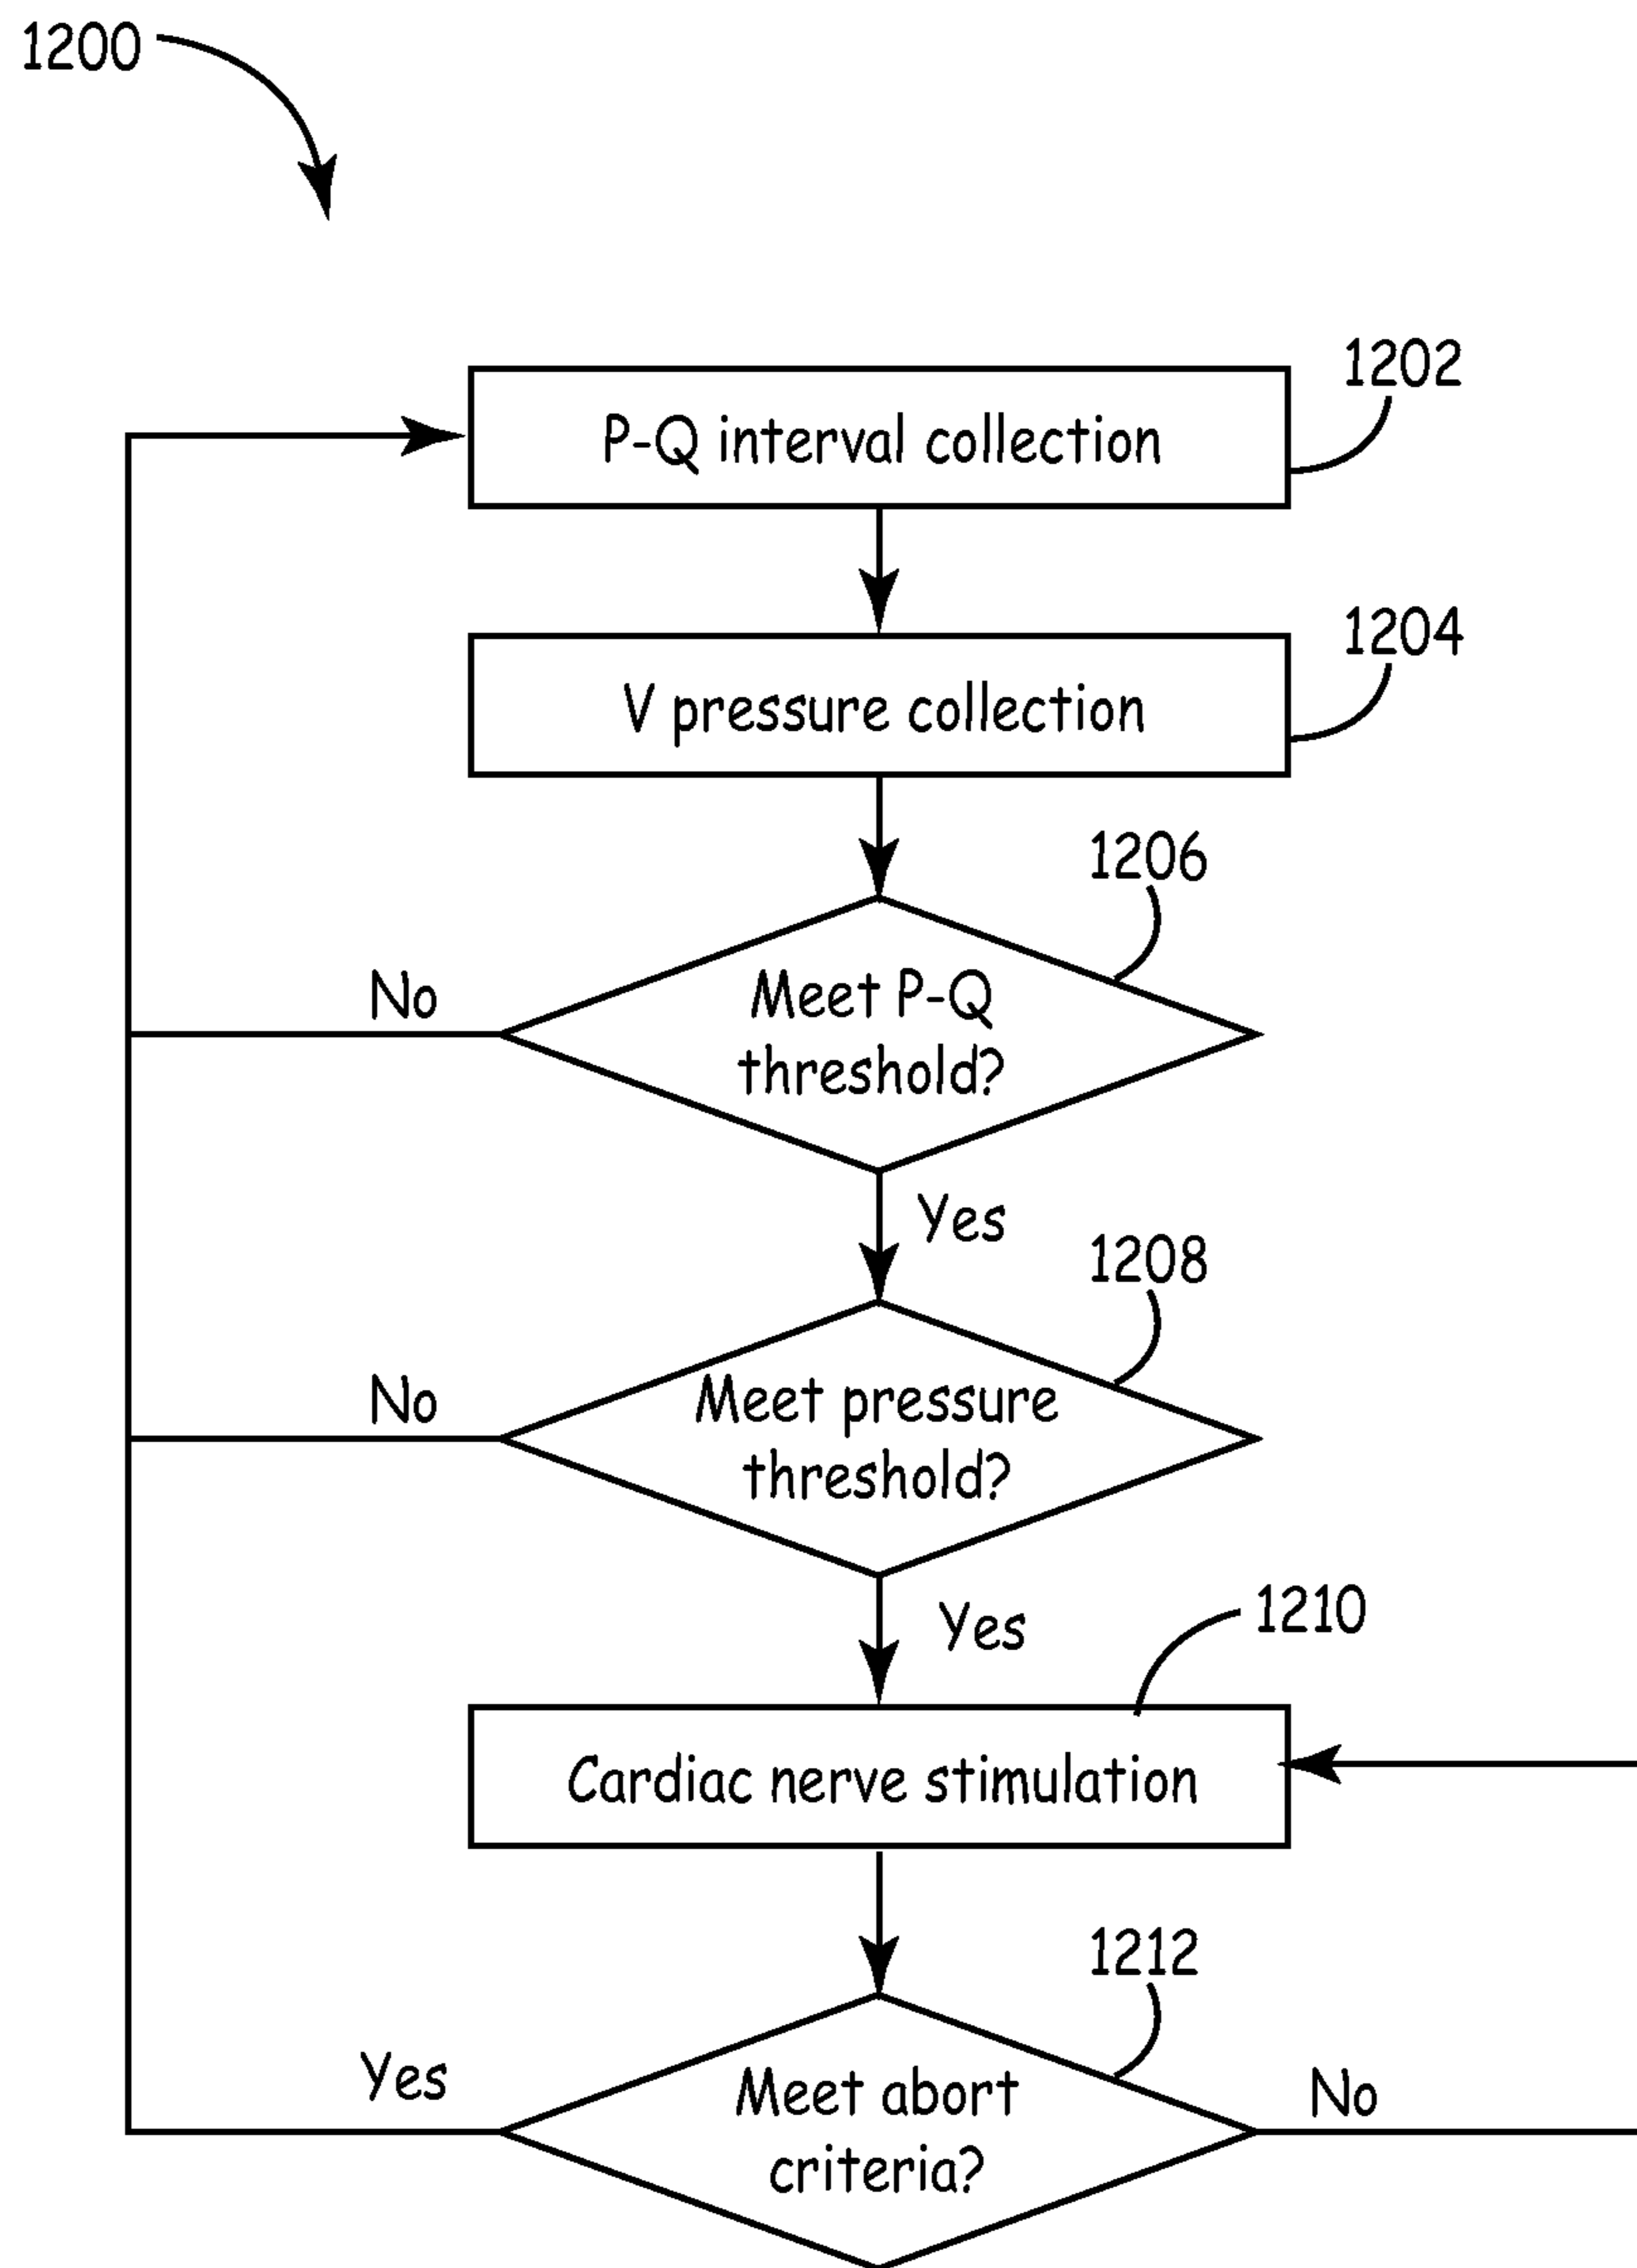 1200
1202
P-Q interval collection
1204
V pressure collection
1206
Meet P-Q
threshold?
No
Yes
1208
Meet pressure
threshold?
No
Yes
1210
Cardiac nerve stimulation
1212
Yes
Meet abort
criteria?
No